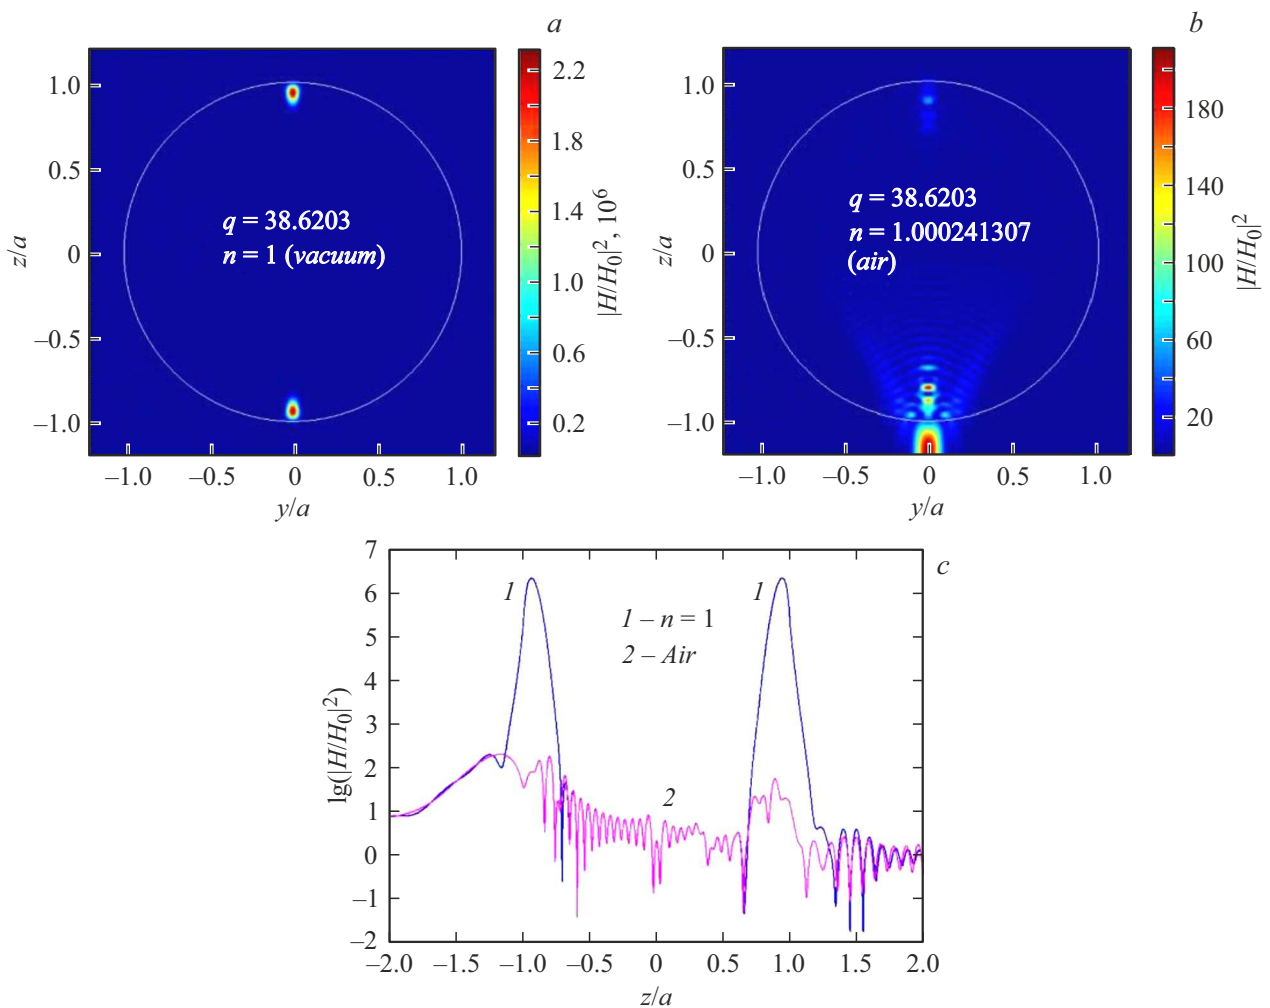 a
z/a
1.0
0.5
0
–0.5
–1.0
q = 38.6203
n = 1 (vacuum)
–1.0 –0.5 0 0.5 1.0
y/a
2.2
1.8
1.4
1.0
0.6
0.2
|H/H0|2, 106
b
z/a
1.0
0.5
0
–0.5
–1.0
q = 38.6203
n = 1.000241307
(air)
–1.0 –0.5 0 0.5 1.0
y/a
180
140
100
60
20
|H/H0|2
c
lg(|H/H0|2)
7
6
5
4
3
2
1
0
–1
–2
1
1
1 – n = 1
2 – Air
2
–2.0 –1.5 –1.0 –0.5 0 0.5 1.0 1.5 2.0
z/a